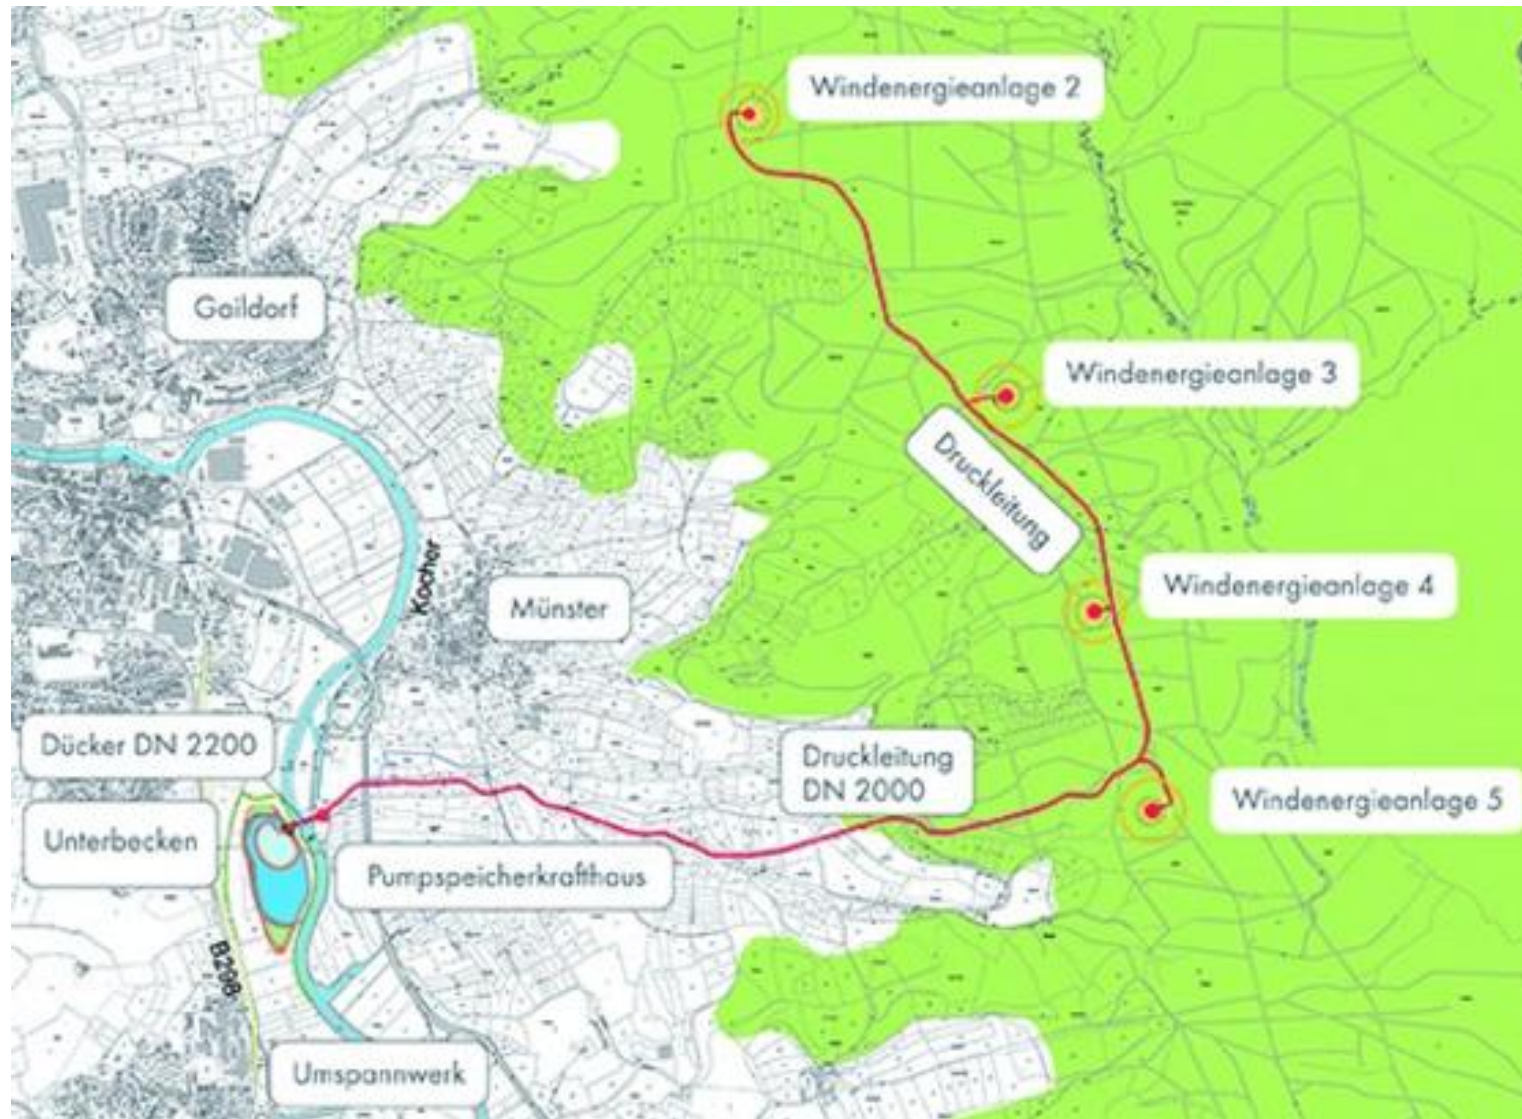 Windenergieanlage 2
Gaildorf
Windenergieanlage 3
Druckleitung
Kocher
Münster
Windenergieanlage 4
Dücker DN 2200
Druckleitung
DN 2000
Windenergieanlage 5
Unterbecken
Pumpspeicherkrafthaus
B298
Umspannwerk